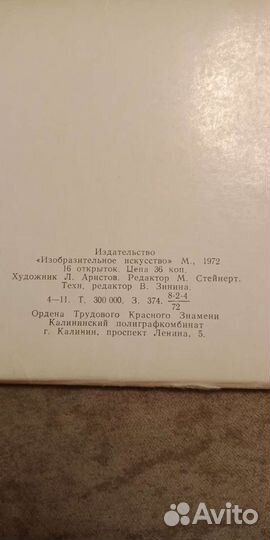 Издательство
«Изобразительное искусство» М., 1972
16 открыток. Цена 36 коп.
Художник Л. Аристов. Редактор М. Стейнерт.
Техн. редактор В. Зинина.
4—11. Т. 300 000. З. 374. 8-2-4/72
Ордена Трудового Красного Знамени
Калининский полиграфкомбинат
г. Калинин, проспект Ленина, 5.
Avito